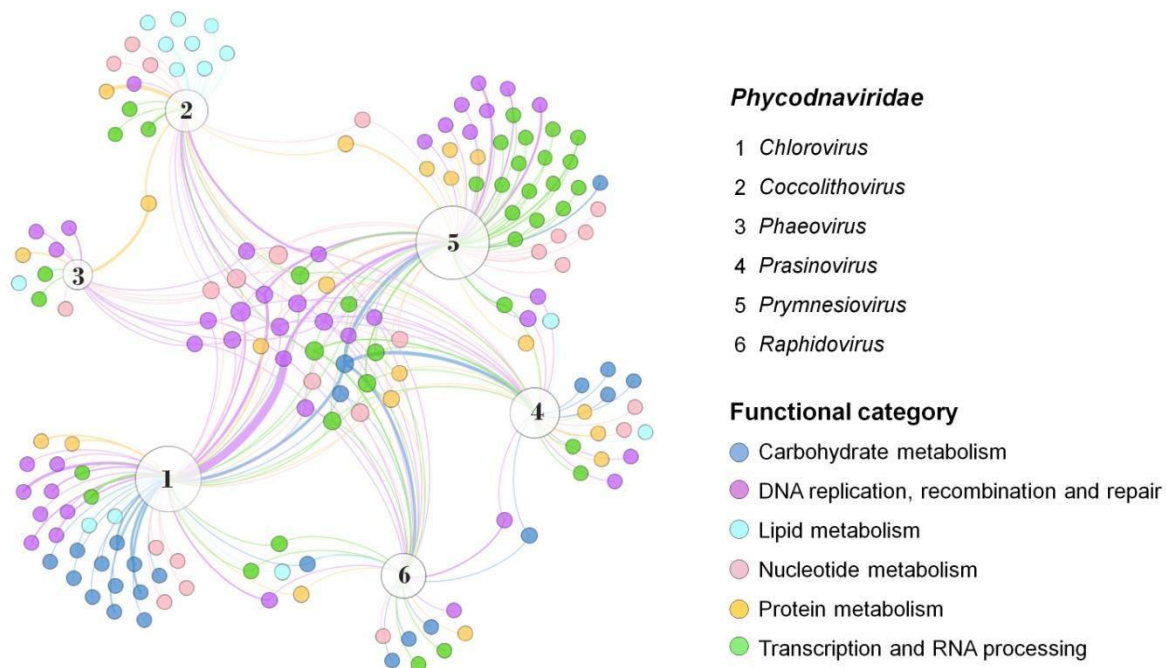 2
5
3
4
1
6
Phycodnaviridae
1 Chlorovirus
2 Coccolithovirus
3 Phaeovirus
4 Prasinovirus
5 Prymnesiovirus
6 Raphidovirus
Functional category
Carbohydrate metabolism
DNA replication, recombination and repair
Lipid metabolism
Nucleotide metabolism
Protein metabolism
Transcription and RNA processing